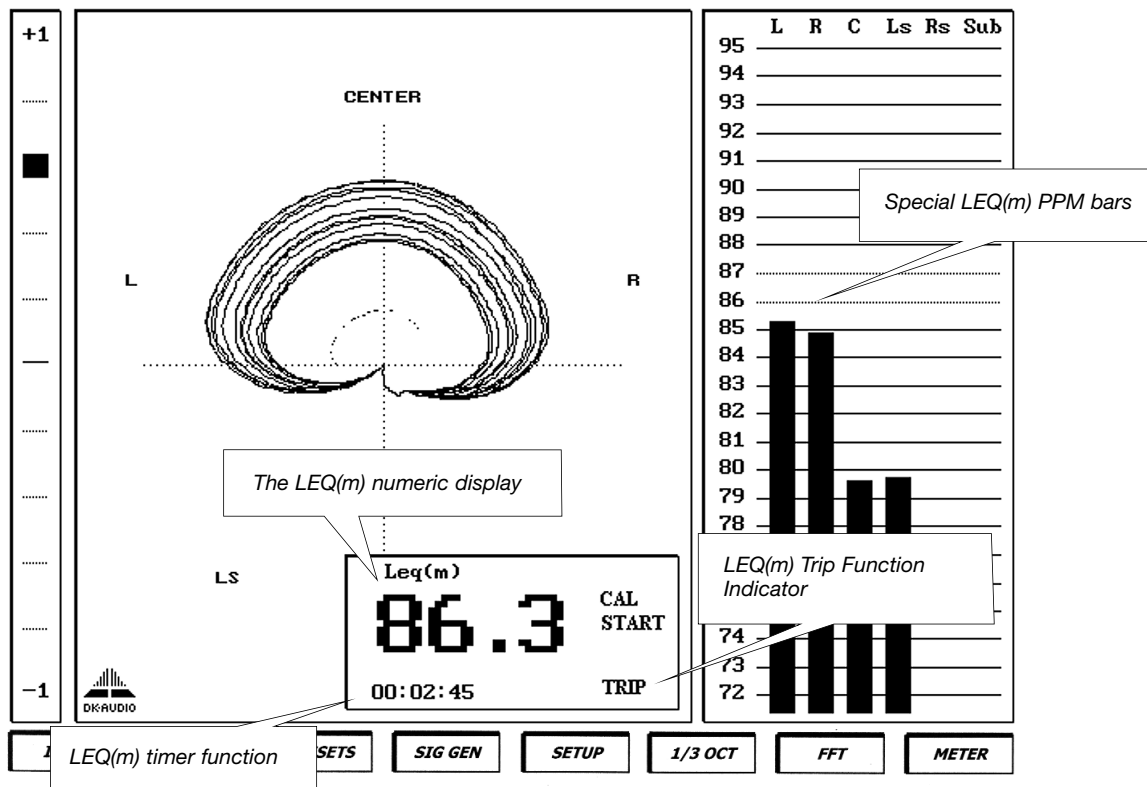 +1
-1
CENTER
L
R
LS
The LEQ(m) numeric display
Leq(m)
86.3
CAL
START
00:02:45
TRIP
DK-AUDIO
L R C Ls Rs Sub
95
94
93
92
91
90
89
88
87
86
85
84
83
82
81
80
79
78
74
73
72
Special LEQ(m) PPM bars
LEQ(m) Trip Function
Indicator
LEQ(m) timer function
SIG GEN
SETUP
1/3 OCT
FFT
METER